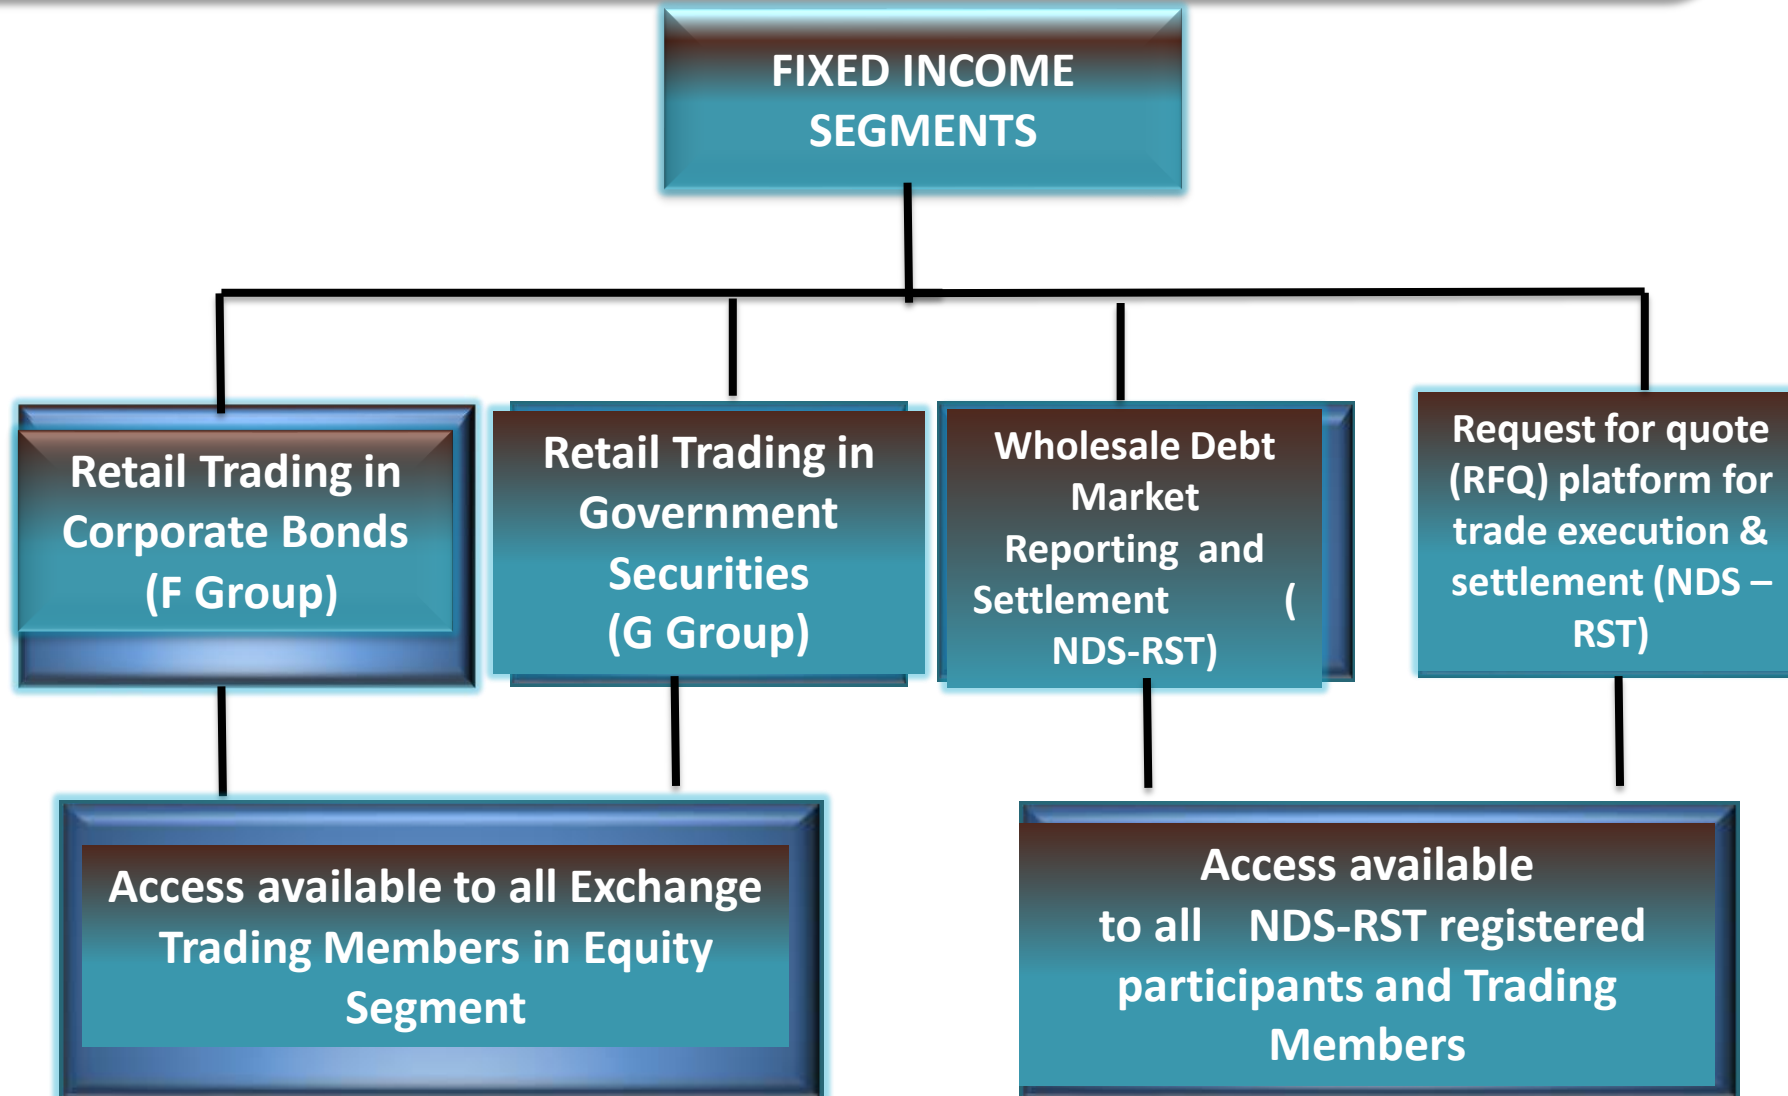 FIXED INCOME
SEGMENTS
Retail Trading in
Corporate Bonds
(F Group)
Retail Trading in
Government
Securities
(G Group)
Wholesale Debt
Market
Reporting and
Settlement (
NDS-RST)
Request for quote
(RFQ) platform for
trade execution &
settlement (NDS –
RST)
Access available to all Exchange
Trading Members in Equity
Segment
Access available
to all NDS-RST registered
participants and Trading
Members